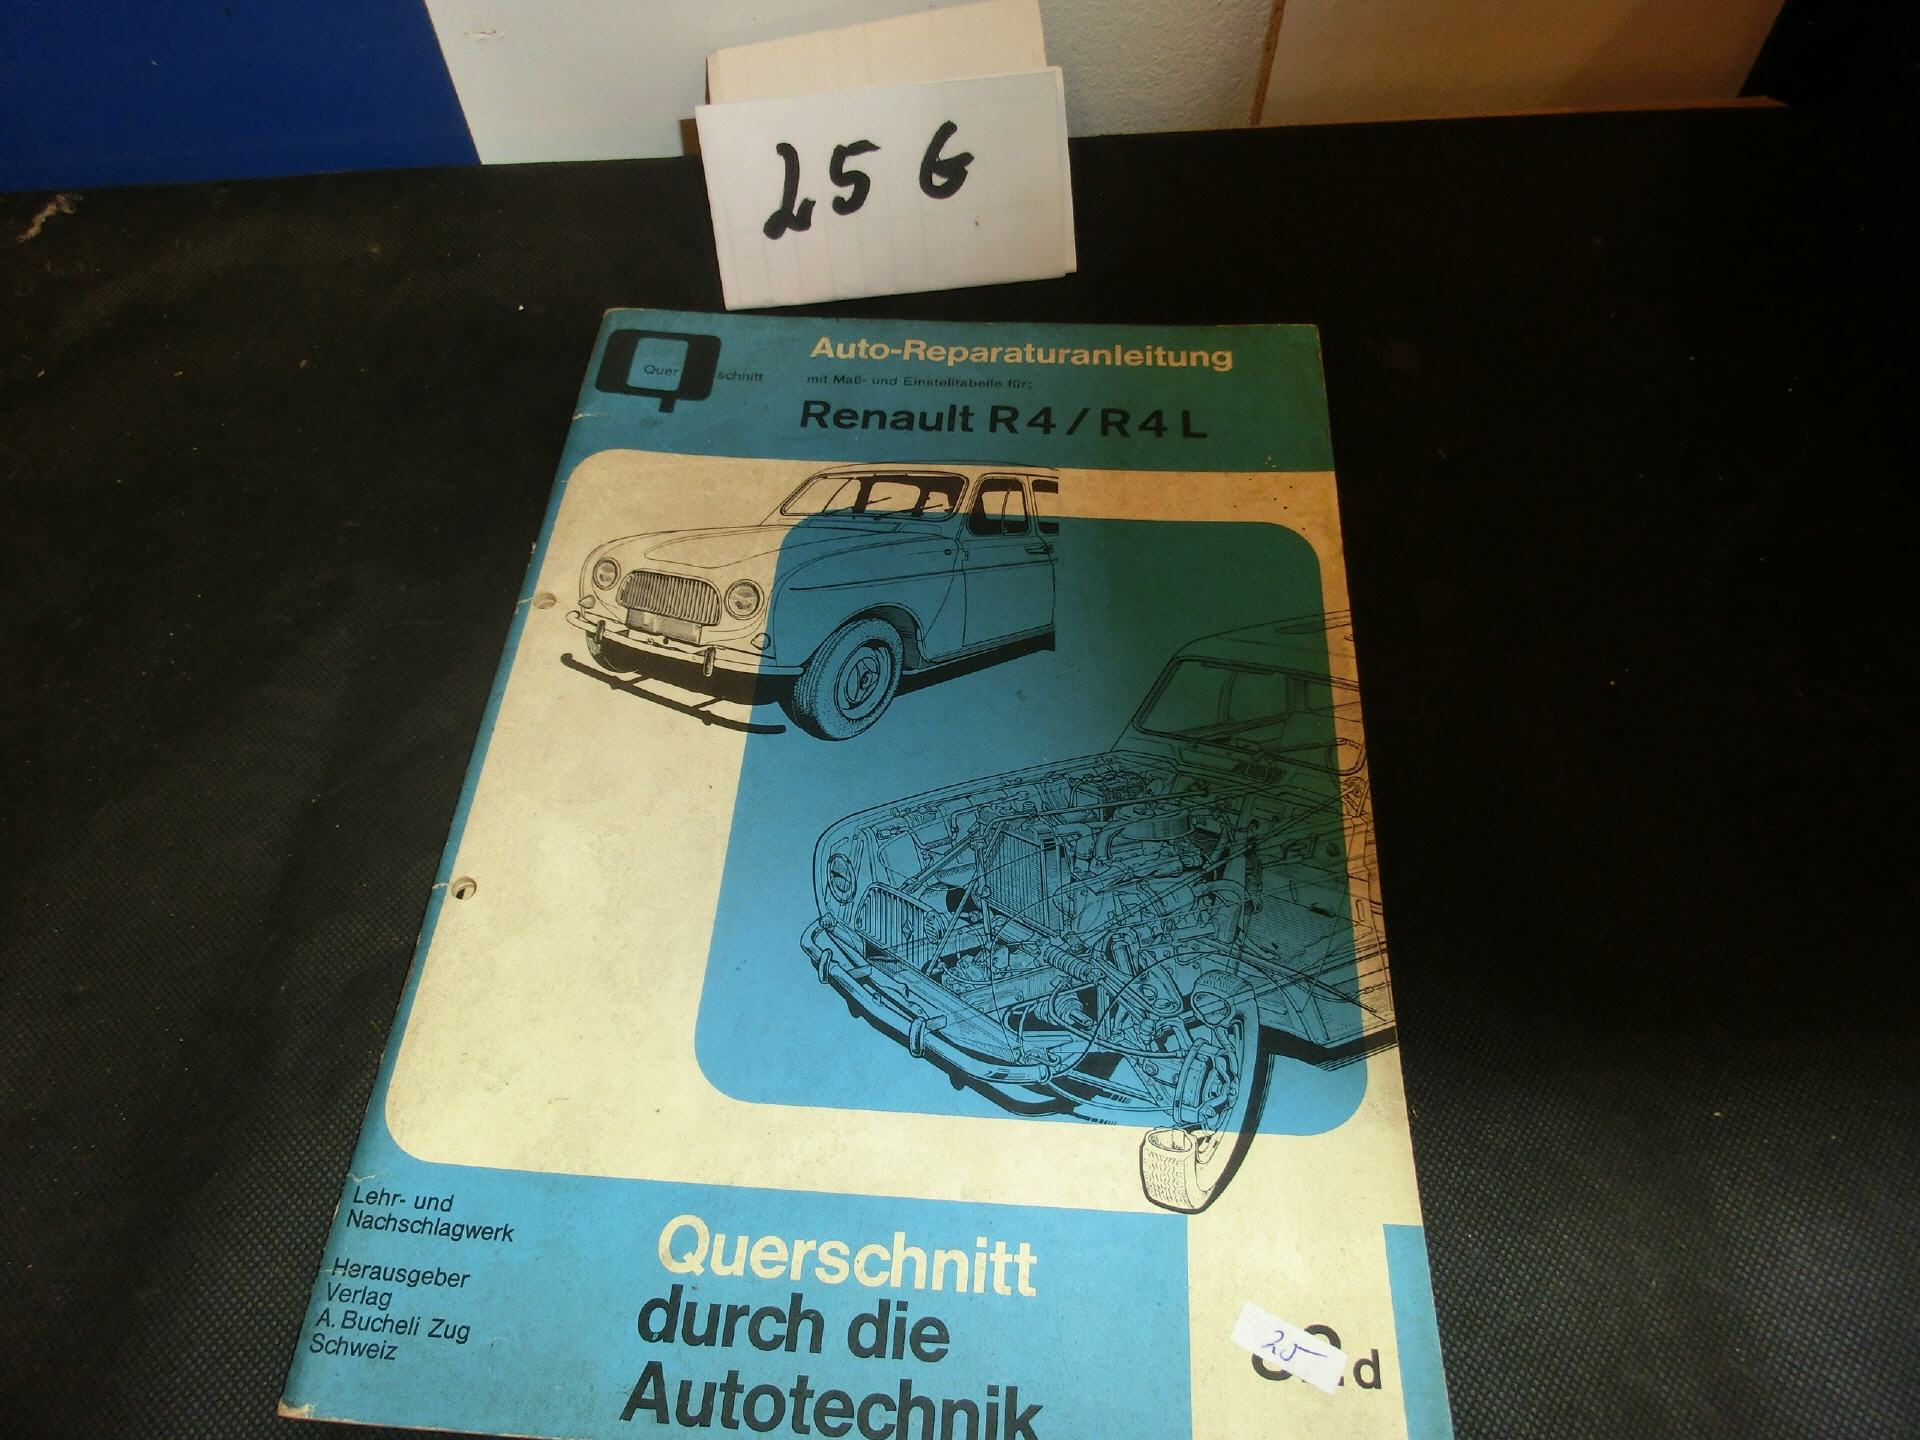 25 G
Quer schnitt
Auto-Reparaturanleitung
mit Maß- und Einstelltabelle für:
Renault R4/R4L
Lehr- und
Nachschlagwerk
Herausgeber
Verlag
A. Bucheli Zug
Schweiz
Querschnitt
durch die
Autotechnik
25
d